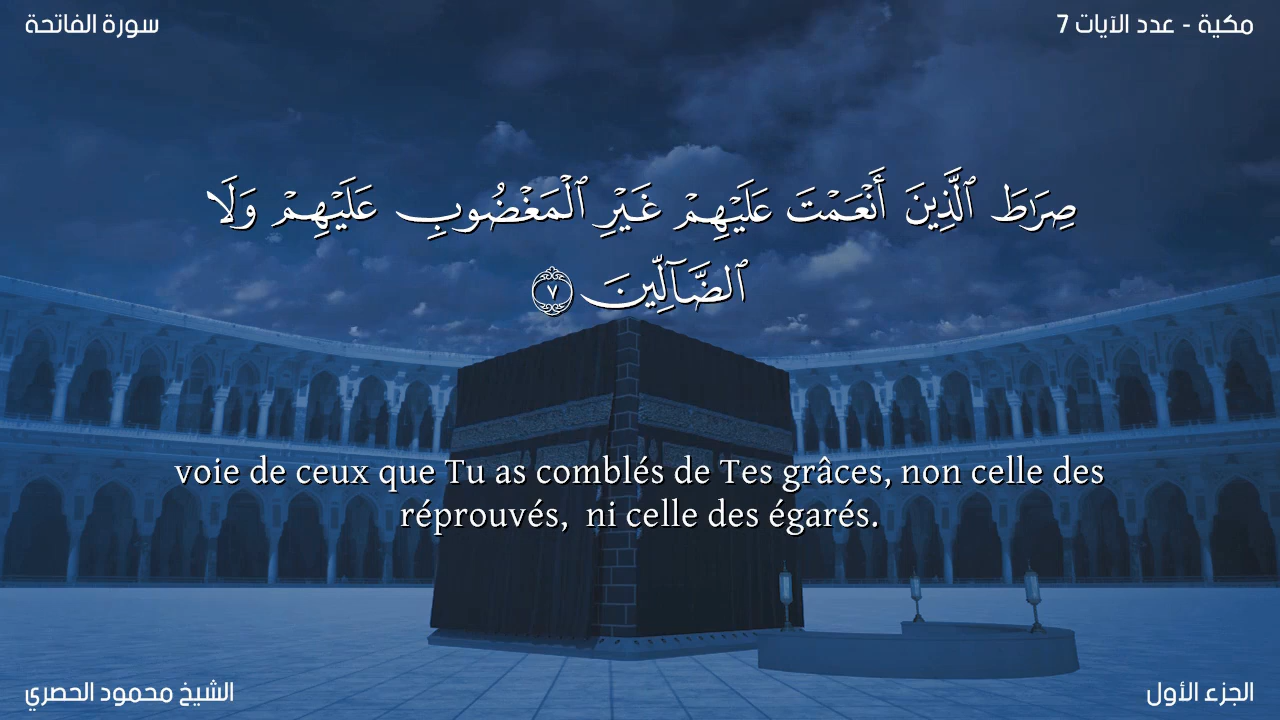 سورة الفاتحة
مكية - عدد الآيات 7
صِرَٰطَ ٱلَّذِينَ أَنْعَمْتَ عَلَيْهِمْ غَيْرِ ٱلْمَغْضُوبِ عَلَيْهِمْ وَلَا
ٱلضَّآلِّينَ ٧
voie de ceux que Tu as comblés de Tes grâces, non celle des
réprouvés,  ni celle des égarés.
الشيخ محمود الحصري
الجزء الأول